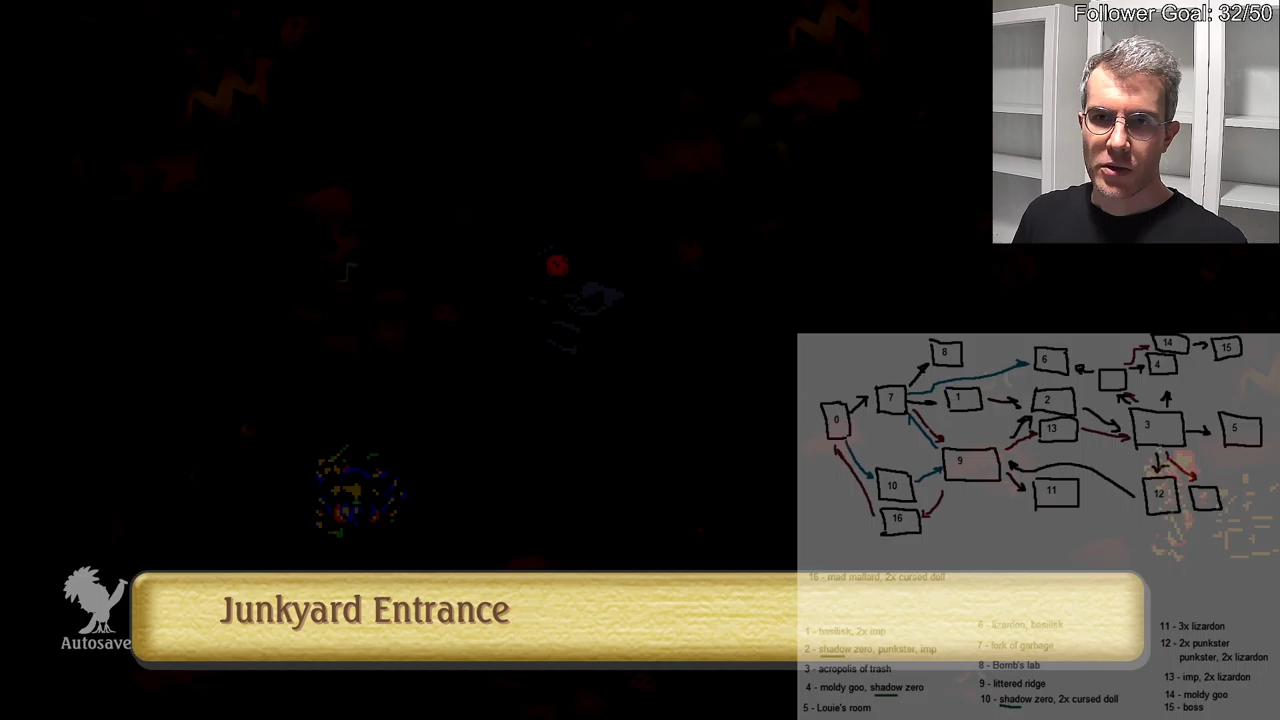 Follower Goal: 32/50
14
15
8
6
4
7
1
2
0
13
3
5
9
10
11
12
16
16 - mad mallard, 2x cursed doll
Junkyard Entrance
Autosave
1 - basilisk, 2x imp
2 - shadow zero, punkster, imp
3 - acropolis of trash
4 - moldy goo, shadow zero
5 - Louie's room
6 - lizardon, basilisk
7 - fork of garbage
8 - Bomb's lab
9 - littered ridge
10 - shadow zero, 2x cursed doll
11 - 3x lizardon
12 - 2x punkster
punkster, 2x lizardon
13 - imp, 2x lizardon
14 - moldy goo
15 - boss